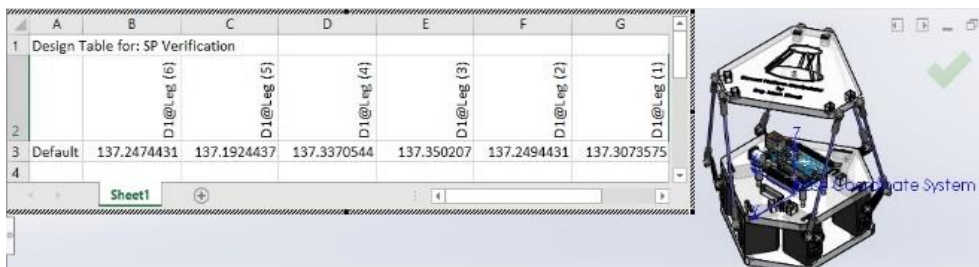 A B C D E F G
1 Design Table for: SP Verification
2 D1@Leg (6) D1@Leg (5) D1@Leg (4) D1@Leg (3) D1@Leg (2) D1@Leg (1)
3 Default 137.2474431 137.1924437 137.3370544 137.350207 137.2494431 137.3073575
4
Sheet1
Z
Coordinate System